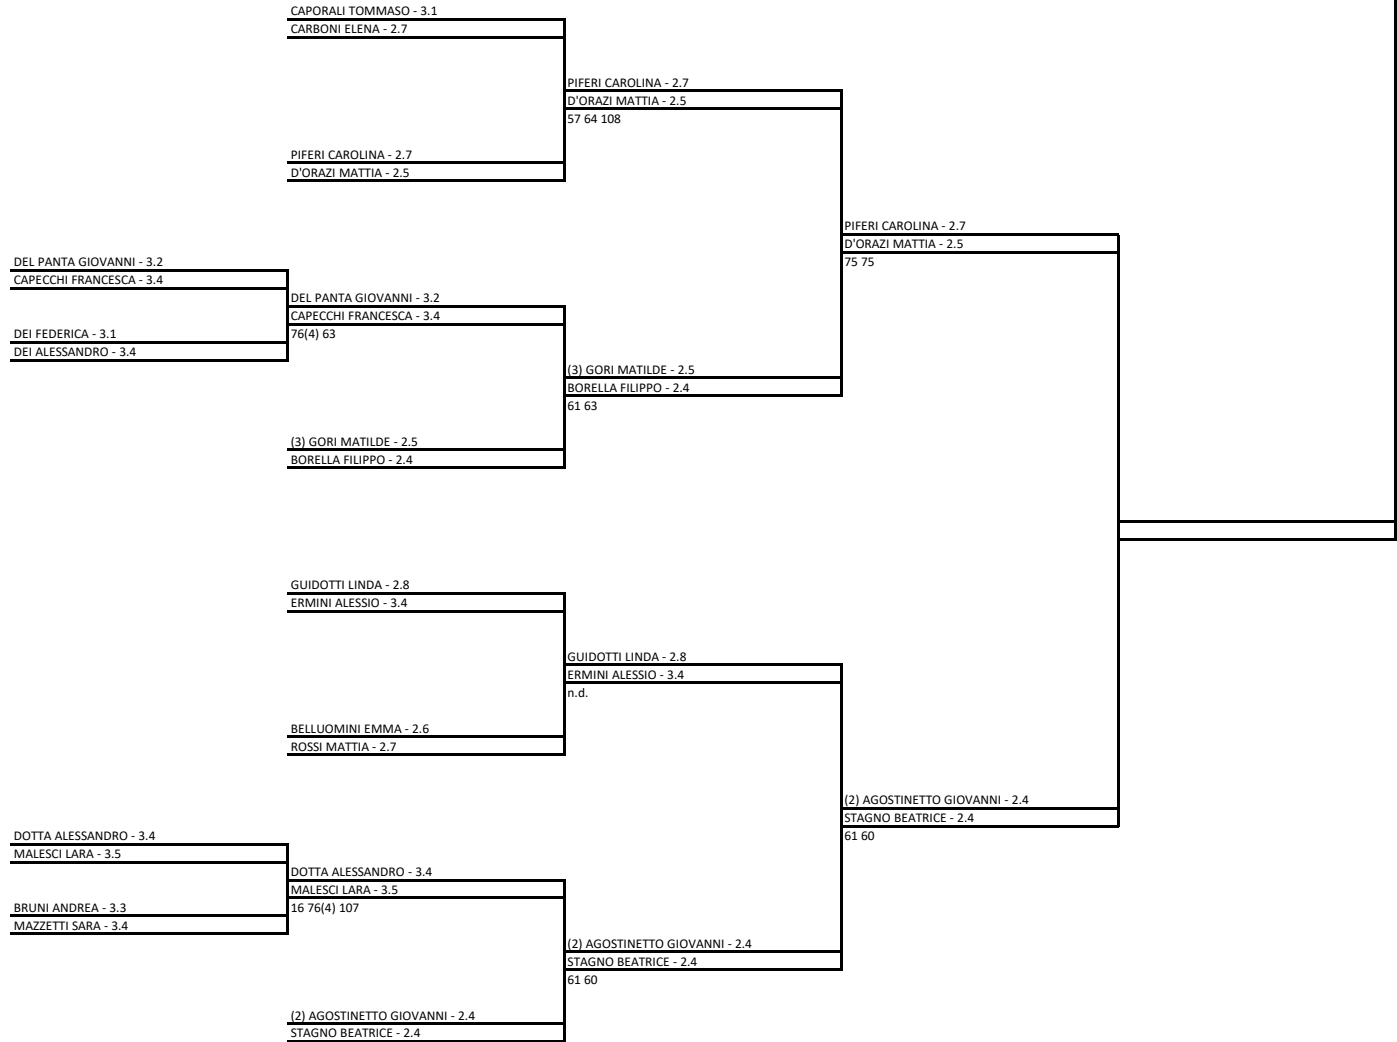 CAPORALI TOMMASO - 3.1
CARBONI ELENA - 2.7
PIFERI CAROLINA - 2.7
D'ORAZI MATTIA - 2.5
57 64 108
PIFERI CAROLINA - 2.7
D'ORAZI MATTIA - 2.5
PIFERI CAROLINA - 2.7
D'ORAZI MATTIA - 2.5
75 75
DEL PANTA GIOVANNI - 3.2
CAPECCHI FRANCESCA - 3.4
DEL PANTA GIOVANNI - 3.2
CAPECCHI FRANCESCA - 3.4
76(4) 63
DEI FEDERICA - 3.1
DEI ALESSANDRO - 3.4
(3) GORI MATILDE - 2.5
BORELLA FILIPPO - 2.4
61 63
(3) GORI MATILDE - 2.5
BORELLA FILIPPO - 2.4
GUIDOTTI LINDA - 2.8
ERMINI ALESSIO - 3.4
GUIDOTTI LINDA - 2.8
ERMINI ALESSIO - 3.4
n.d.
BELLUOMINI EMMA - 2.6
ROSSI MATTIA - 2.7
(2) AGOSTINETTO GIOVANNI - 2.4
STAGNO BEATRICE - 2.4
61 60
DOTTA ALESSANDRO - 3.4
MALESCI LARA - 3.5
DOTTA ALESSANDRO - 3.4
MALESCI LARA - 3.5
16 76(4) 107
BRUNI ANDREA - 3.3
MAZZETTI SARA - 3.4
(2) AGOSTINETTO GIOVANNI - 2.4
STAGNO BEATRICE - 2.4
61 60
(2) AGOSTINETTO GIOVANNI - 2.4
STAGNO BEATRICE - 2.4